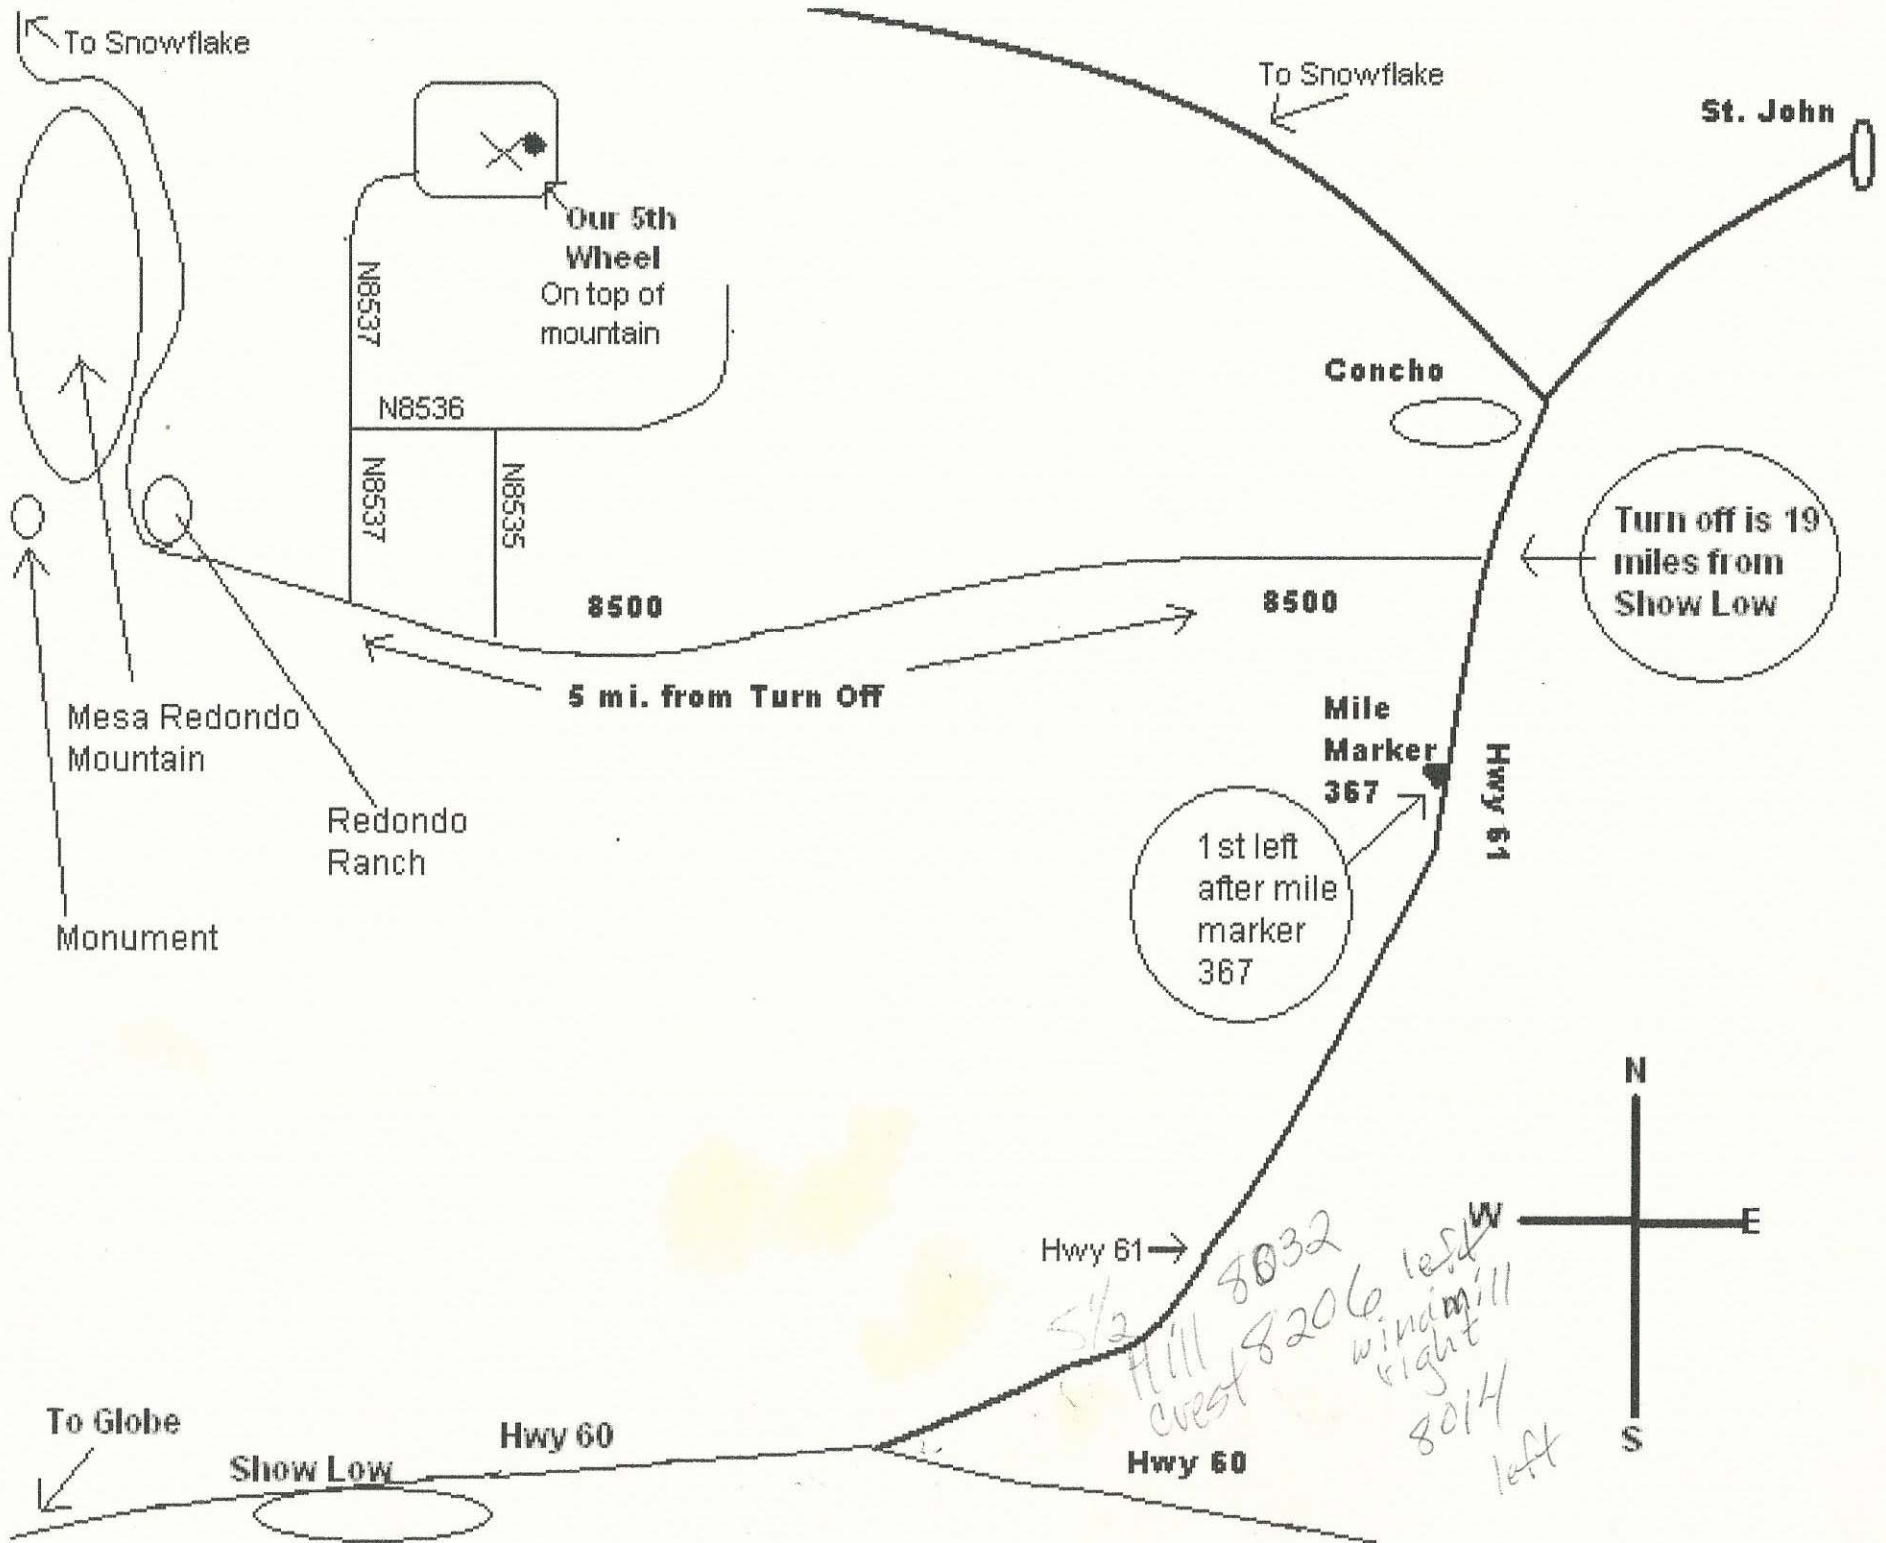 To Snowflake
To Snowflake
St. John
Our 5th
Wheel
On top of
mountain
N8537
Concho
N8536
N8537
N8535
Turn off is 19
miles from
Show Low
8500
8500
5 mi. from Turn Off
Mesa Redondo
Mountain
Mile
Marker
367
Hwy 61
Redondo
Ranch
1st left
after mile
marker
367
Monument
N
W
E
S
Hwy 61
5 1/2
Hill
crest
8032
8206
left
windmill
right
8014
left
To Globe
Show Low
Hwy 60
Hwy 60